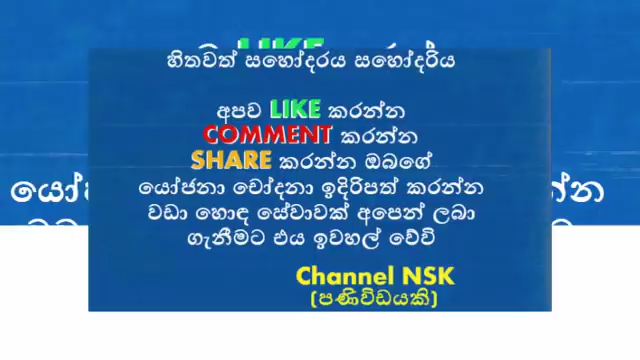 LIKE
හිතවත් සහෝදරය සහෝදරිය
අපව LIKE කරන්න
COMMENT කරන්න
SHARE කරන්න ඔබගේ
යෝජනා චෝදනා ඉදිරිපත් කරන්න
වඩා හොඳ සේවාවක් අපෙන් ලබා
ගැනීමට එය ඉවහල් වේවි
Channel NSK
(පණිවිඩයකි)